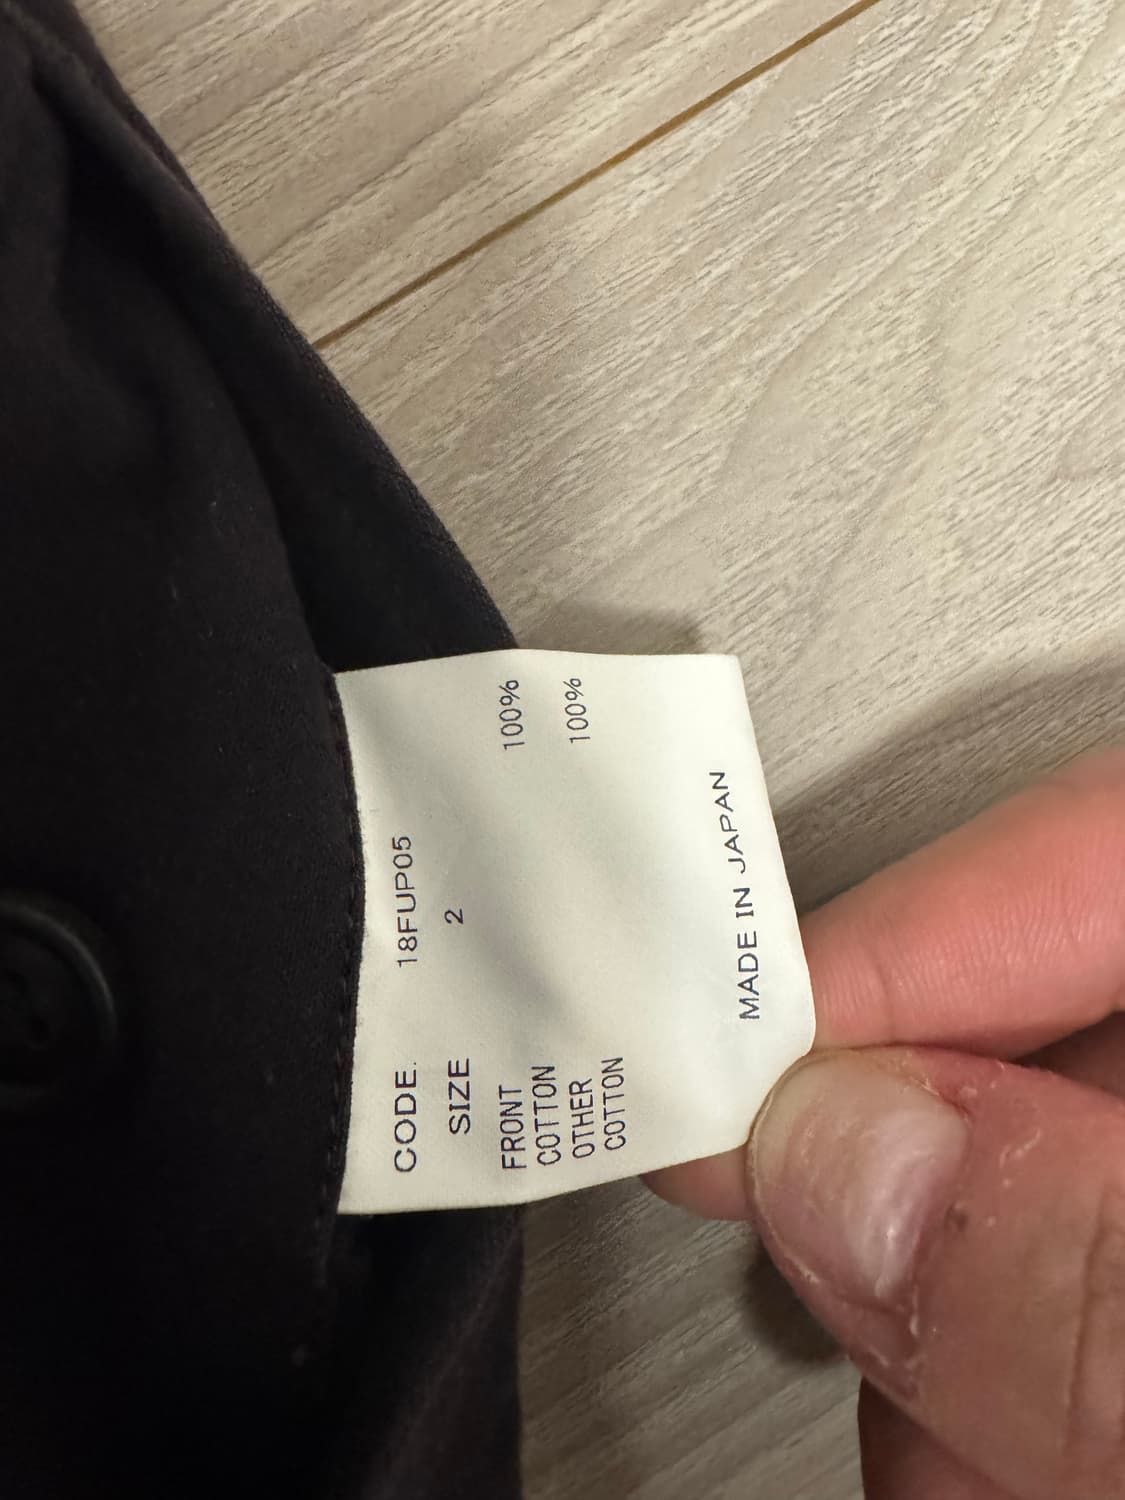 CODE. 18FUP05
SIZE 2
FRONT
COTTON 100%
OTHER
COTTON 100%
MADE IN JAPAN